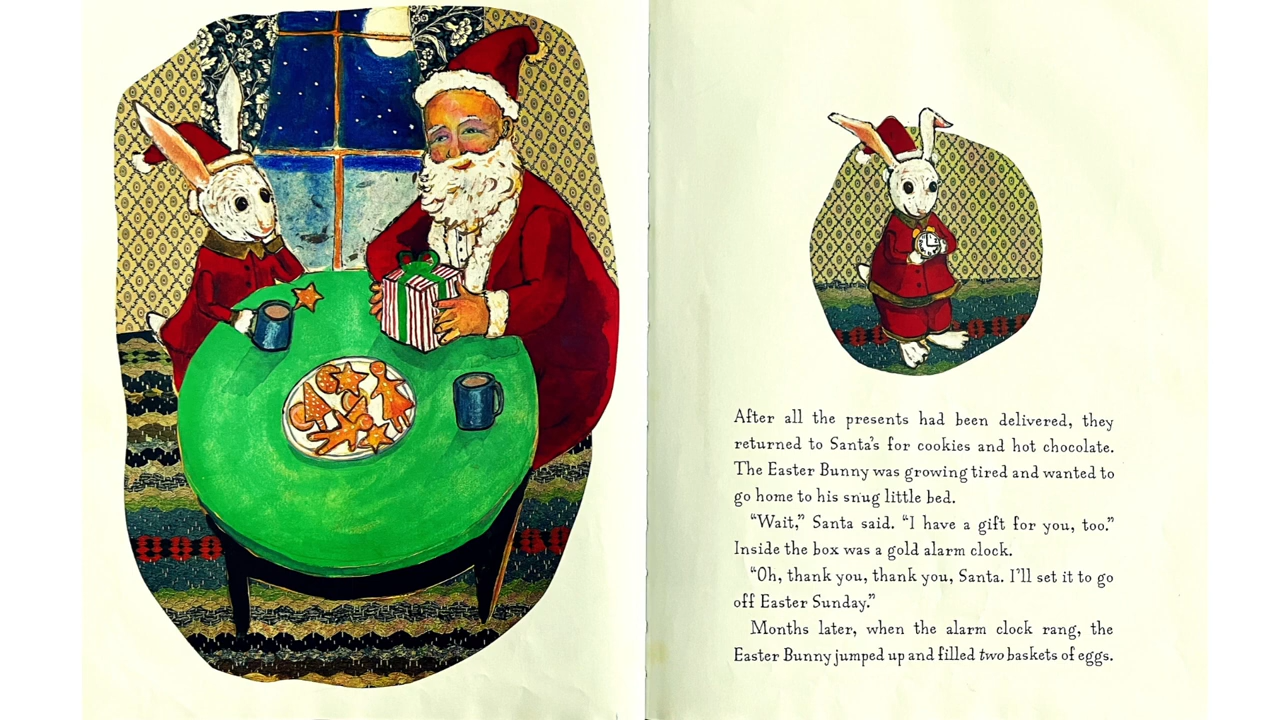 After all the presents had been delivered, they
returned to Santa's for cookies and hot chocolate.
The Easter Bunny was growing tired and wanted to
go home to his snug little bed.
“Wait,” Santa said. “I have a gift for you, too.”
Inside the box was a gold alarm clock.
“Oh, thank you, thank you, Santa. I'll set it to go
off Easter Sunday.”
Months later, when the alarm clock rang, the
Easter Bunny jumped up and filled two baskets of eggs.